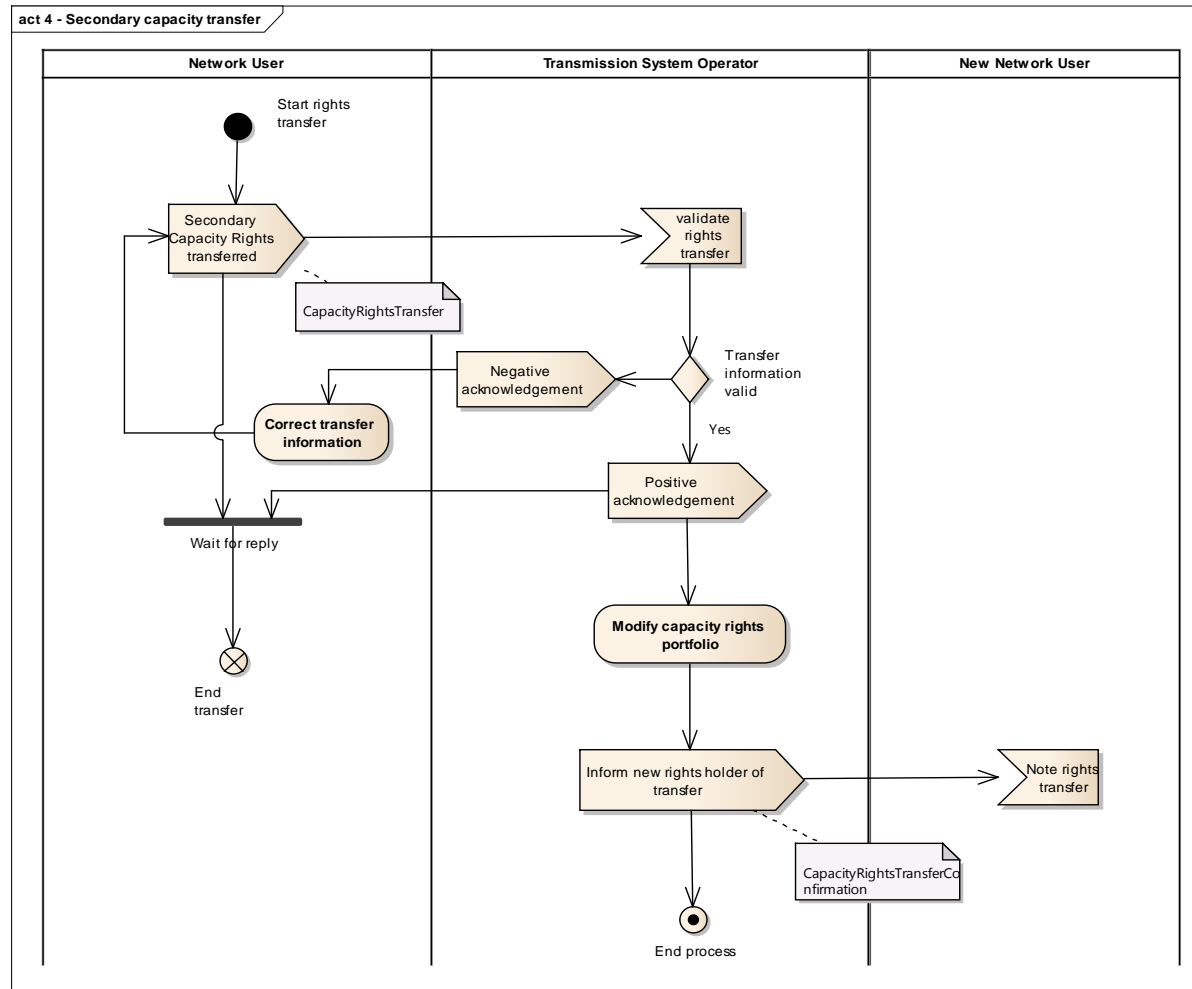 act 4 - Secondary capacity transfer
Network User
Transmission System Operator
New Network User
Start rights
transfer
Secondary
Capacity Rights
transferred
validate
rights
transfer
CapacityRightsTransfer
Negative
acknowledgement
Transfer
information
valid
Correct transfer
information
Yes
Positive
acknowledgement
Wait for reply
Modify capacity rights
portfolio
End
transfer
Inform new rights holder of
transfer
Note rights
transfer
CapacityRightsTransferCo
nfirmation
End process